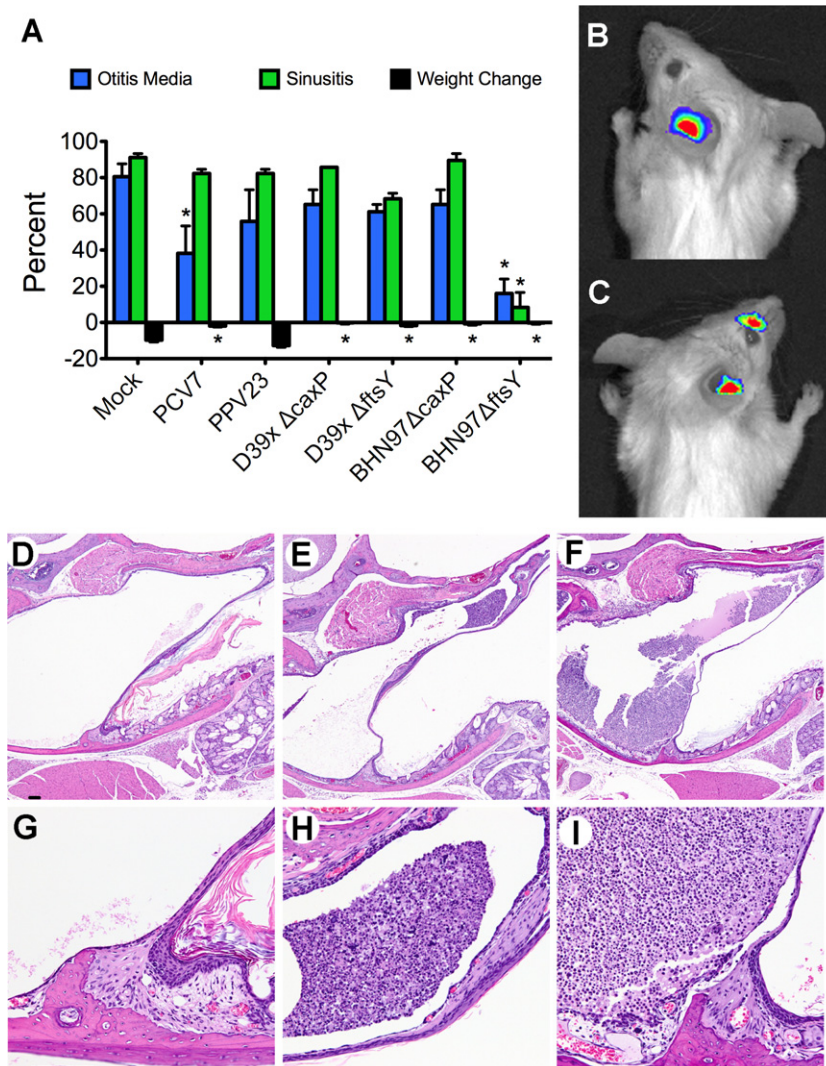 A
B
Otitis Media Sinusitis Weight Change
100
80
60
40
20
0
-20
Percent
* * * * * * * *
Mock
PCV7
PPV23
D39x ΔcaxP
D39x ΔftsY
BHN97ΔcaxP
BHN97ΔftsY
C
D
E
F
G
H
I